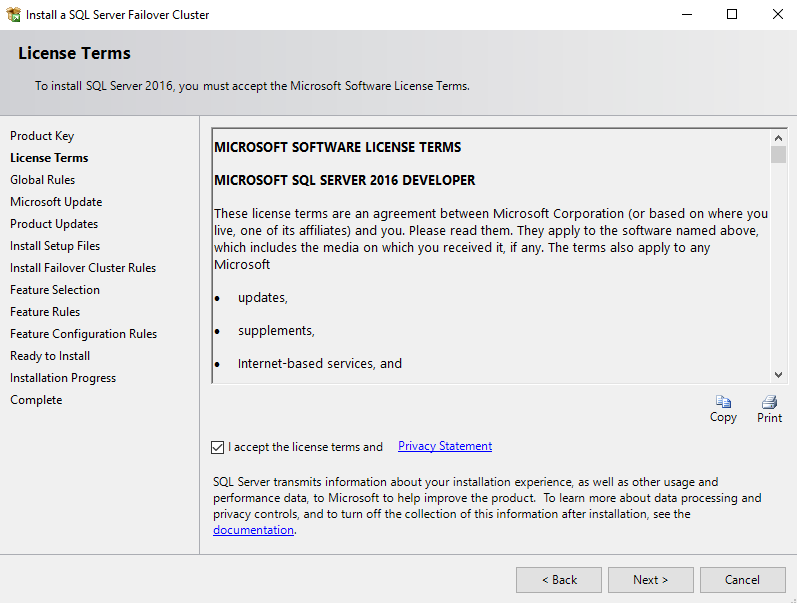 Install a SQL Server Failover Cluster
License Terms
To install SQL Server 2016, you must accept the Microsoft Software License Terms.
Product Key
License Terms
Global Rules
Microsoft Update
Product Updates
Install Setup Files
Install Failover Cluster Rules
Feature Selection
Feature Rules
Feature Configuration Rules
Ready to Install
Installation Progress
Complete
MICROSOFT SOFTWARE LICENSE TERMS
MICROSOFT SQL SERVER 2016 DEVELOPER
These license terms are an agreement between Microsoft Corporation (or based on where you
live, one of its affiliates) and you. Please read them. They apply to the software named above,
which includes the media on which you received it, if any. The terms also apply to any
Microsoft
• updates,
• supplements,
• Internet-based services, and
Copy Print
I accept the license terms and Privacy Statement
SQL Server transmits information about your installation experience, as well as other usage and
performance data, to Microsoft to help improve the product. To learn more about data processing and
privacy controls, and to turn off the collection of this information after installation, see the
documentation.
< Back Next > Cancel